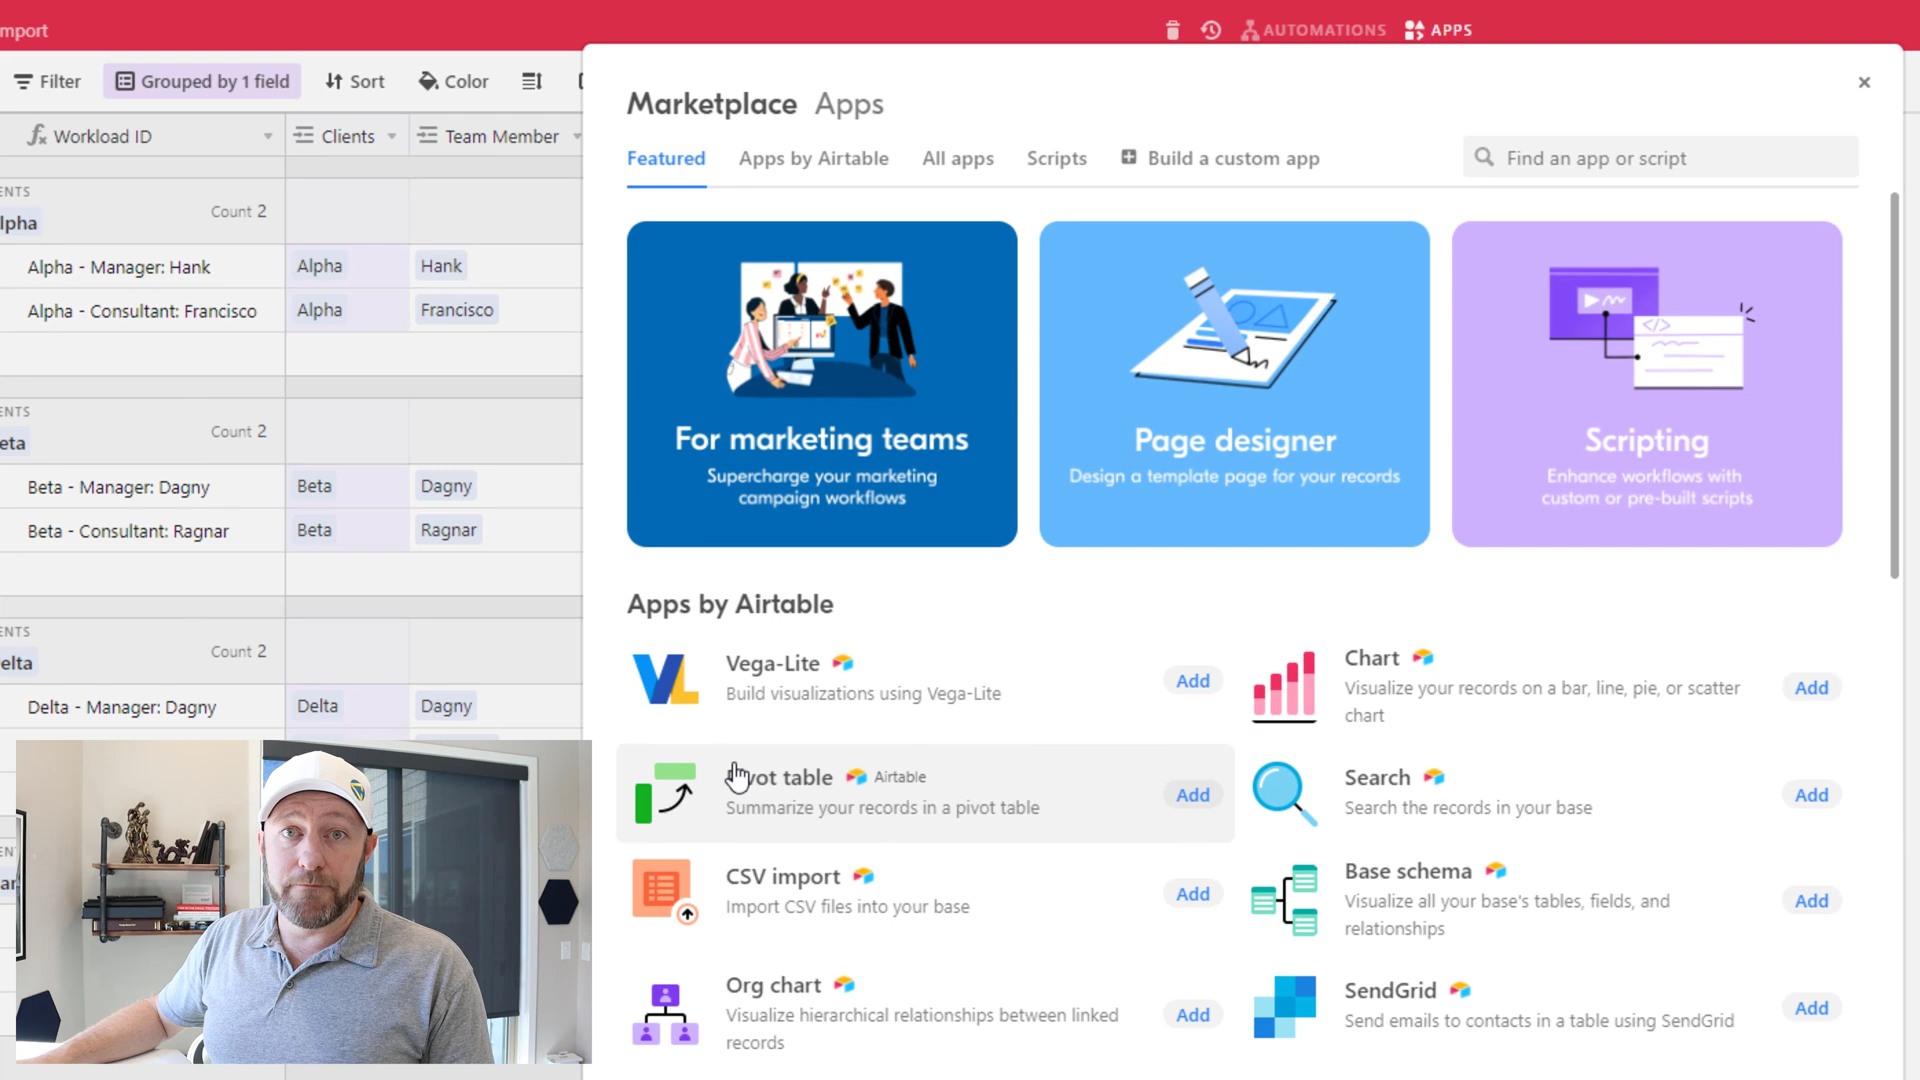 mport
AUTOMATIONS
APPS
Filter
Grouped by 1 field
Sort
Color
Workload ID
Clients
Team Member
ENTS
lpha
Count 2
Alpha - Manager: Hank
Alpha
Hank
Alpha - Consultant: Francisco
Alpha
Francisco
ENTS
eta
Count 2
Beta - Manager: Dagny
Beta
Dagny
Beta - Consultant: Ragnar
Beta
Ragnar
ENTS
elta
Count 2
Delta - Manager: Dagny
Delta
Dagny
Marketplace Apps
Featured
Apps by Airtable
All apps
Scripts
Build a custom app
Find an app or script
For marketing teams
Supercharge your marketing
campaign workflows
Page designer
Design a template page for your records
Scripting
Enhance workflows with
custom or pre-built scripts
Apps by Airtable
Vega-Lite
Build visualizations using Vega-Lite
Add
Chart
Visualize your records on a bar, line, pie, or scatter
chart
Add
vot table Airtable
Summarize your records in a pivot table
Add
Search
Search the records in your base
Add
CSV import
Import CSV files into your base
Add
Base schema
Visualize all your base's tables, fields, and
relationships
Add
Org chart
Visualize hierarchical relationships between linked
records
Add
SendGrid
Send emails to contacts in a table using SendGrid
Add